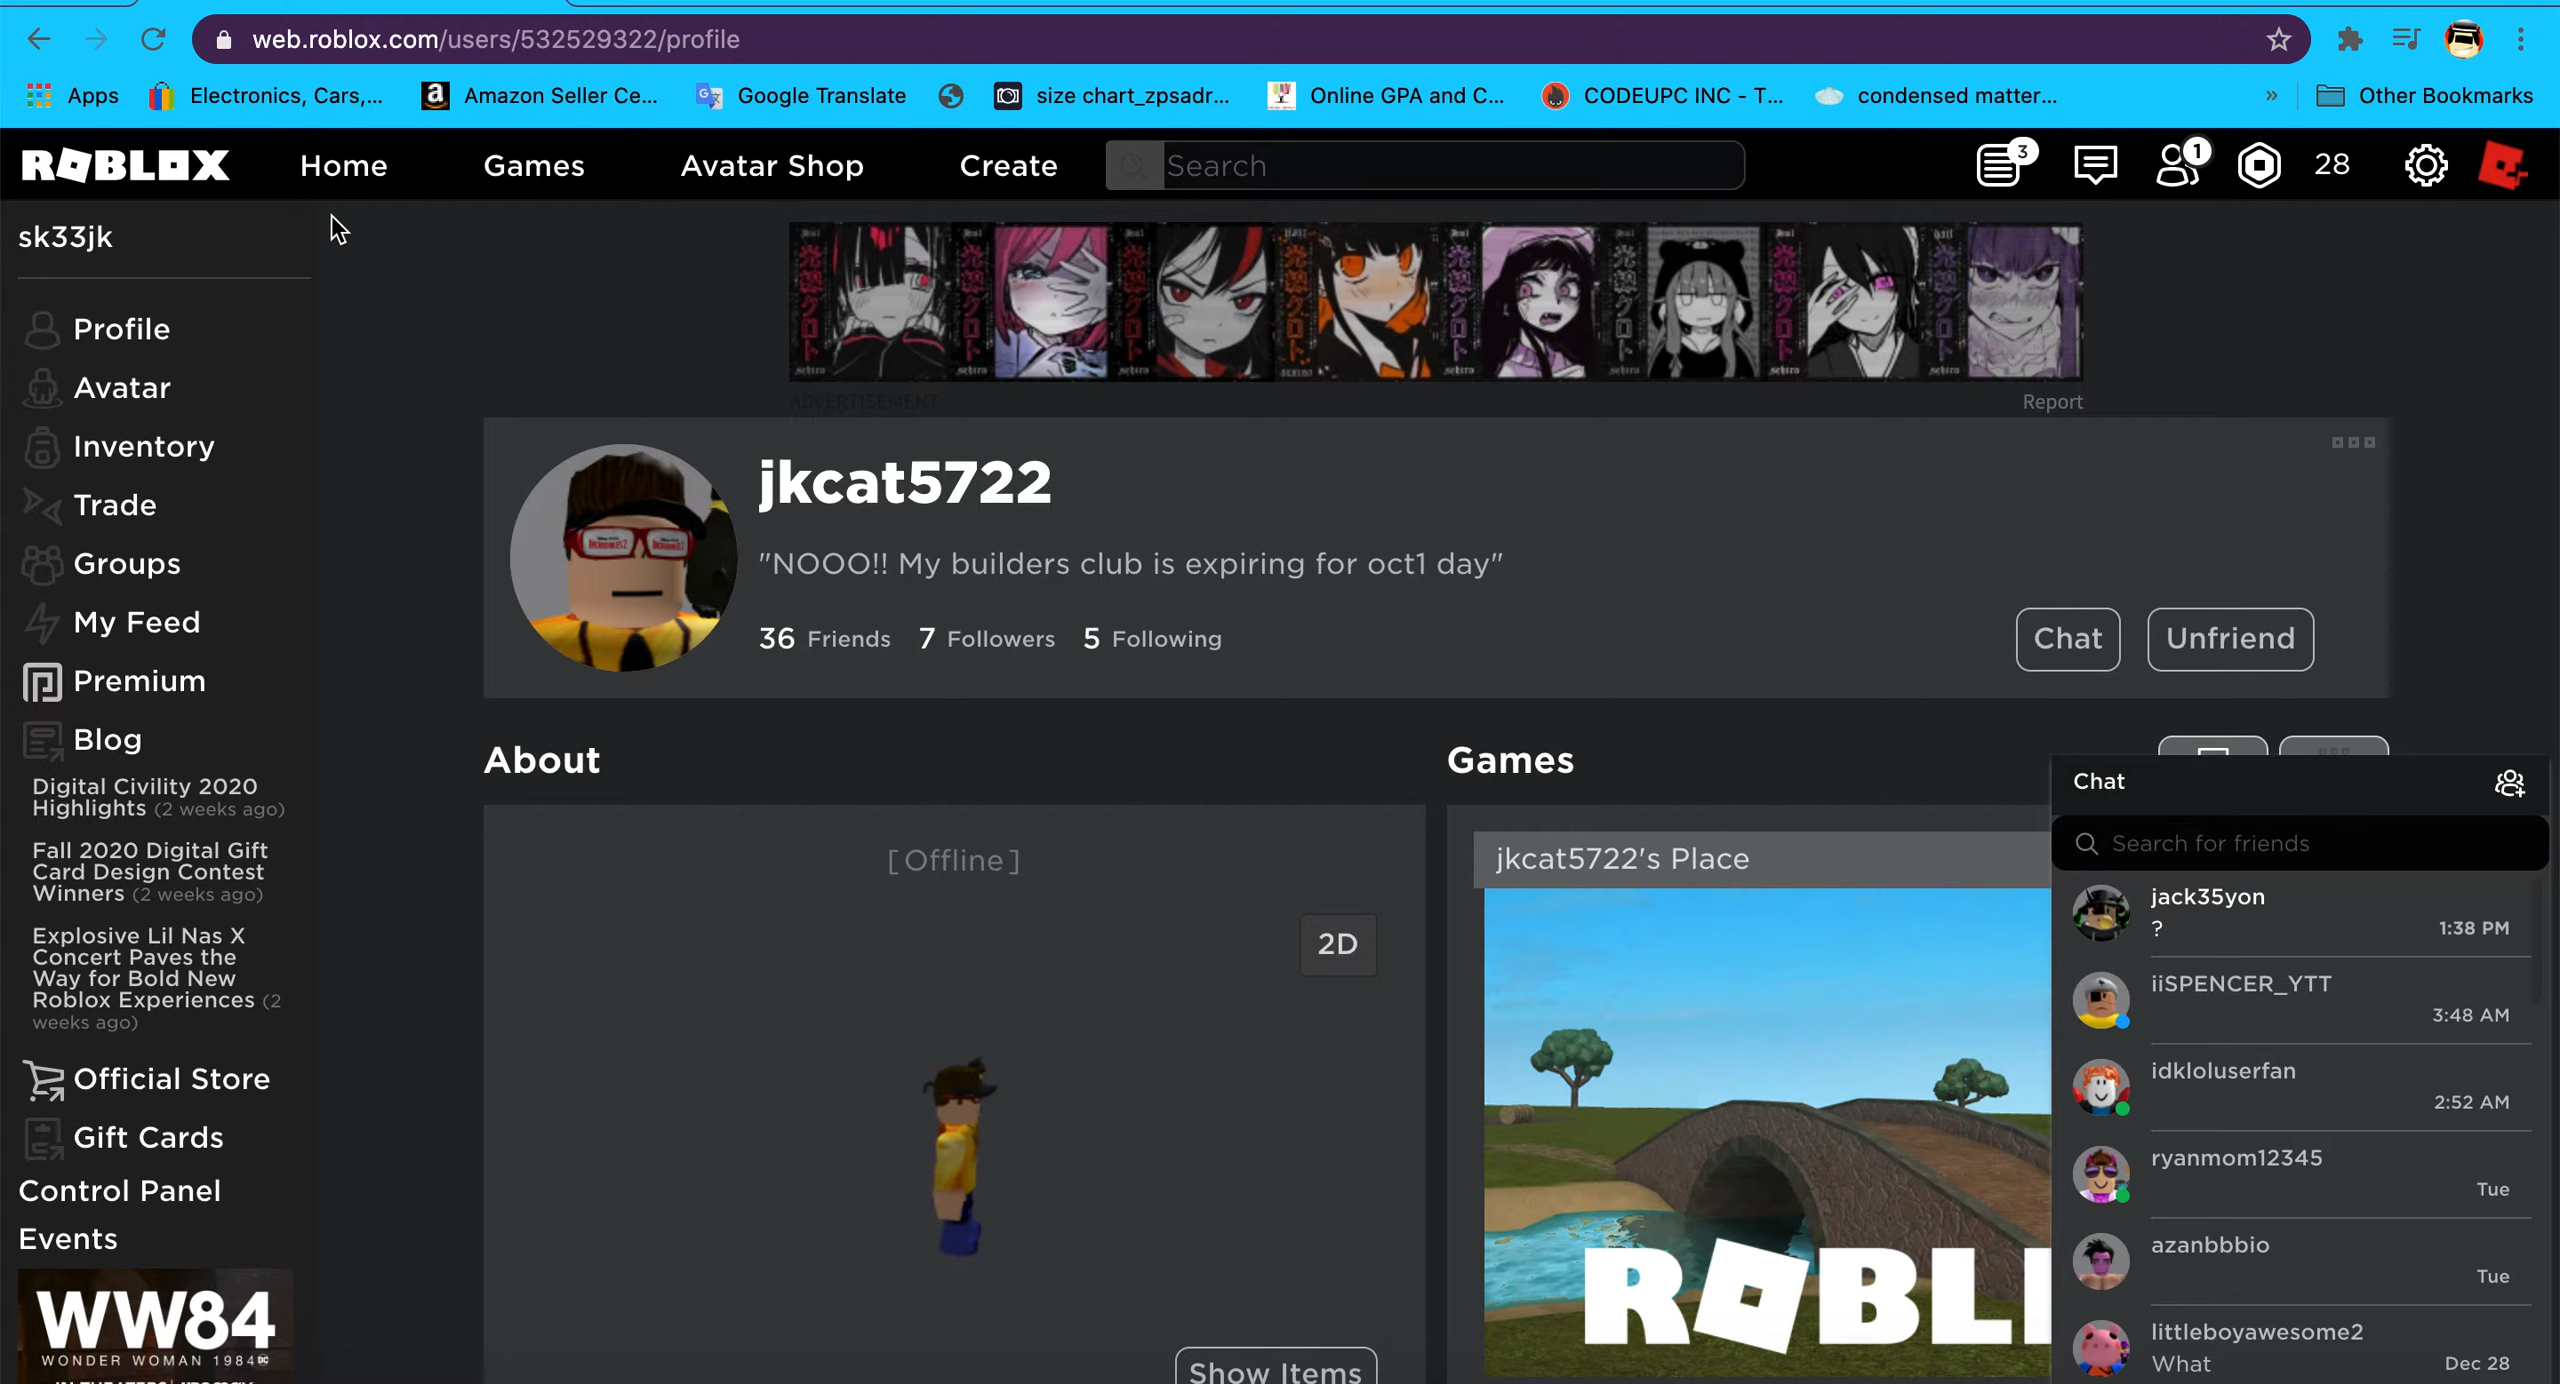 web.roblox.com/users/532529322/profile
Apps
Electronics, Cars,...
Amazon Seller Ce...
Google Translate
size chart_zpsadr...
Online GPA and C...
CODEUPC INC - T...
condensed matter...
»
Other Bookmarks
ROBLOX
Home
Games
Avatar Shop
Create
Search
3
1
28
sk33jk
Profile
Avatar
Inventory
Trade
Groups
My Feed
Premium
Blog
Digital Civility 2020
Highlights (2 weeks ago)
Fall 2020 Digital Gift
Card Design Contest
Winners (2 weeks ago)
Explosive Lil Nas X
Concert Paves the
Way for Bold New
Roblox Experiences (2
weeks ago)
Official Store
Gift Cards
Control Panel
Events
WW84
WONDER WOMAN 1984
ADVERTISEMENT
Report
jkcat5722
"NOOO!! My builders club is expiring for oct1 day"
36 Friends 7 Followers 5 Following
Chat
Unfriend
About
[Offline]
2D
Show Items
Games
jkcat5722's Place
ROBL
Chat
Search for friends
jack35yon
?
1:38 PM
iiSPENCER_YTT
3:48 AM
idkloluserfan
2:52 AM
ryanmom12345
Tue
azanbbbio
Tue
littleboyawesome2
What
Dec 28